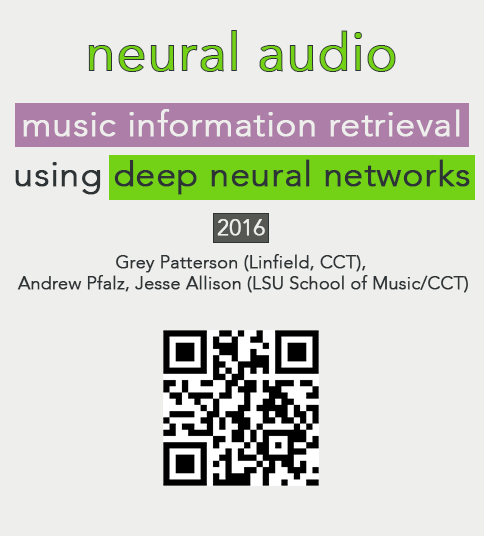 neural audio
music information retrieval
using deep neural networks
2016
Grey Patterson (Linfield, CCT),
Andrew Pfalz, Jesse Allison (LSU School of Music/CCT)